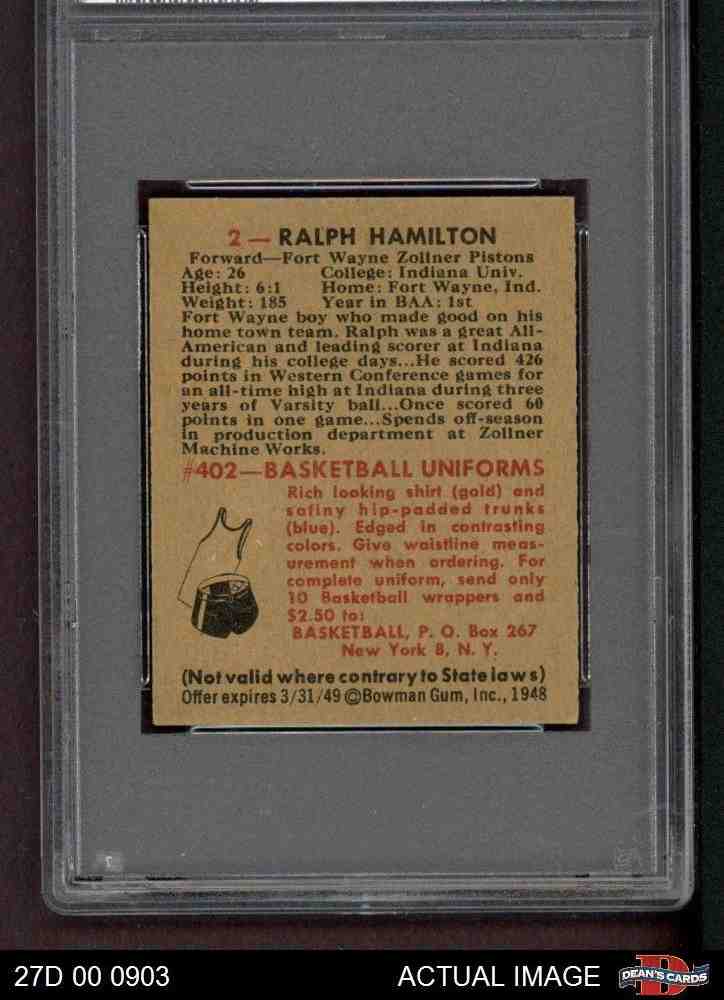 2 — RALPH HAMILTON
Forward—Fort Wayne Zollner Pistons
Age: 26 College: Indiana Univ.
Height: 6:1 Home: Fort Wayne, Ind.
Weight: 185 Year in BAA: 1st
Fort Wayne boy who made good on his
home town team. Ralph was a great All-
American and leading scorer at Indiana
during his college days...He scored 426
points in Western Conference games for
an all-time high at Indiana during three
years of Varsity ball...Once scored 60
points in one game...Spends off-season
in production department at Zollner
Machine Works.
#402—BASKETBALL UNIFORMS
Rich looking shirt (gold) and
satiny hip-padded trunks
(blue). Edged in contrasting
colors. Give waistline meas-
urement when ordering. For
complete uniform, send only
10 Basketball wrappers and
$2.50 to:
BASKETBALL, P. O. Box 267
New York 8, N. Y.
(Not valid where contrary to State laws)
Offer expires 3/31/49 ©Bowman Gum, Inc., 1948
27D 00 0903 ACTUAL IMAGE DEAN'S CARDS